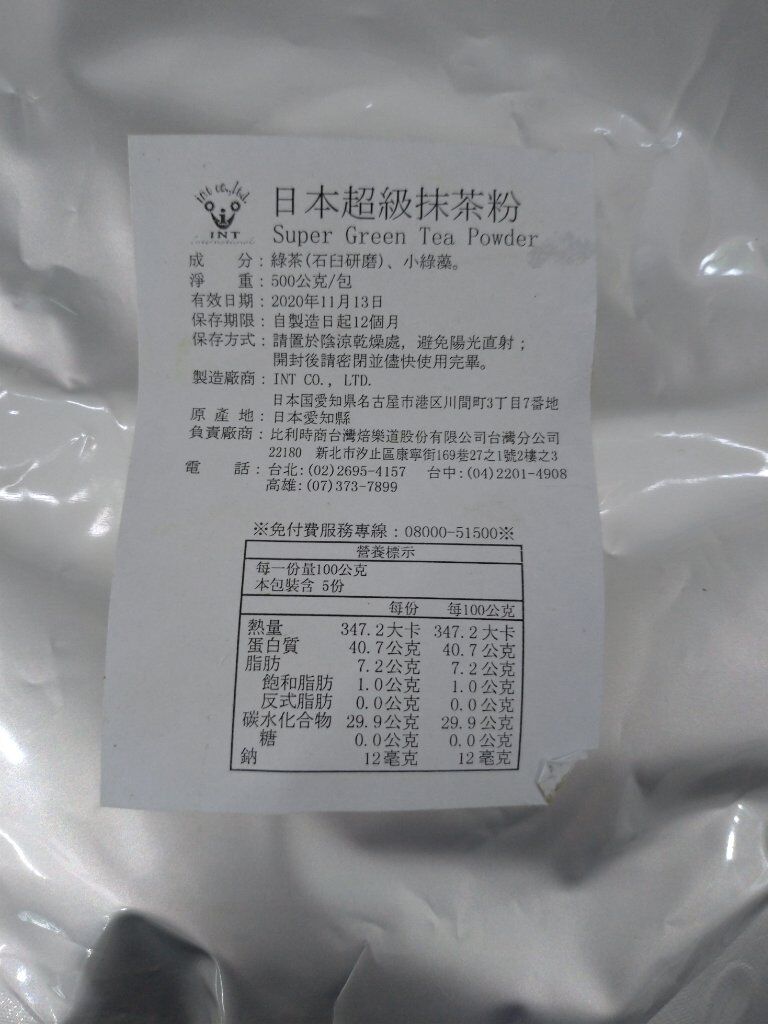 int co.,ltd.
INT
international
日本超級抹茶粉
Super Green Tea Powder
成 分：綠茶(石臼研磨)、小綠藻。
淨 重：500公克/包
有效日期：2020年11月13日
保存期限：自製造日起12個月
保存方式：請置於陰涼乾燥處，避免陽光直射；
開封後請密閉並儘快使用完畢。
製造廠商：INT CO., LTD.
日本国愛知県名古屋市港区川間町3丁目7番地
原 產 地：日本愛知縣
負責廠商：比利時商台灣焙樂道股份有限公司台灣分公司
22180 新北市汐止區康寧街169巷27之1號2樓之3
電 話：台北:(02)2695-4157 台中:(04)2201-4908
高雄:(07)373-7899
※免付費服務專線：08000-51500※
營養標示
每一份量100公克
本包裝含 5份
每份 每100公克
熱量 347.2大卡 347.2大卡
蛋白質 40.7公克 40.7公克
脂肪 7.2公克 7.2公克
飽和脂肪 1.0公克 1.0公克
反式脂肪 0.0公克 0.0公克
碳水化合物 29.9公克 29.9公克
糖 0.0公克 0.0公克
鈉 12毫克 12毫克